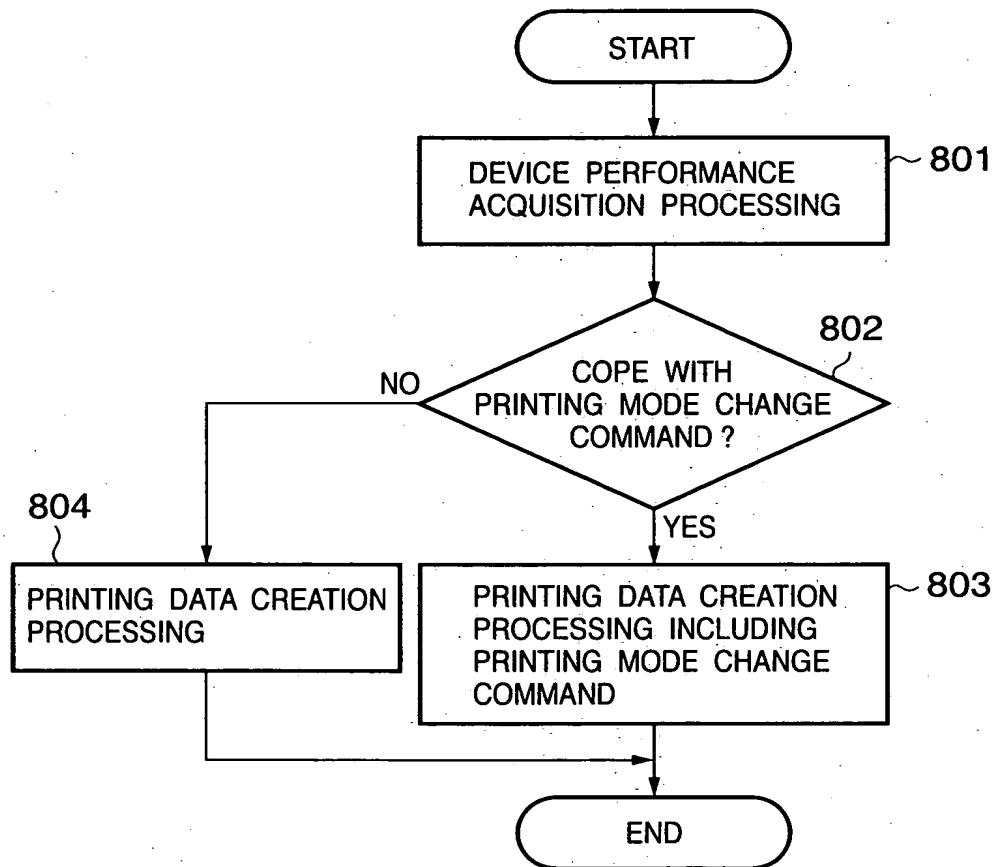 START
DEVICE PERFORMANCE
ACQUISITION PROCESSING
801
802
COPE WITH
PRINTING MODE CHANGE
COMMAND ?
NO
YES
804
PRINTING DATA CREATION
PROCESSING
803
PRINTING DATA CREATION
PROCESSING INCLUDING
PRINTING MODE CHANGE
COMMAND
END